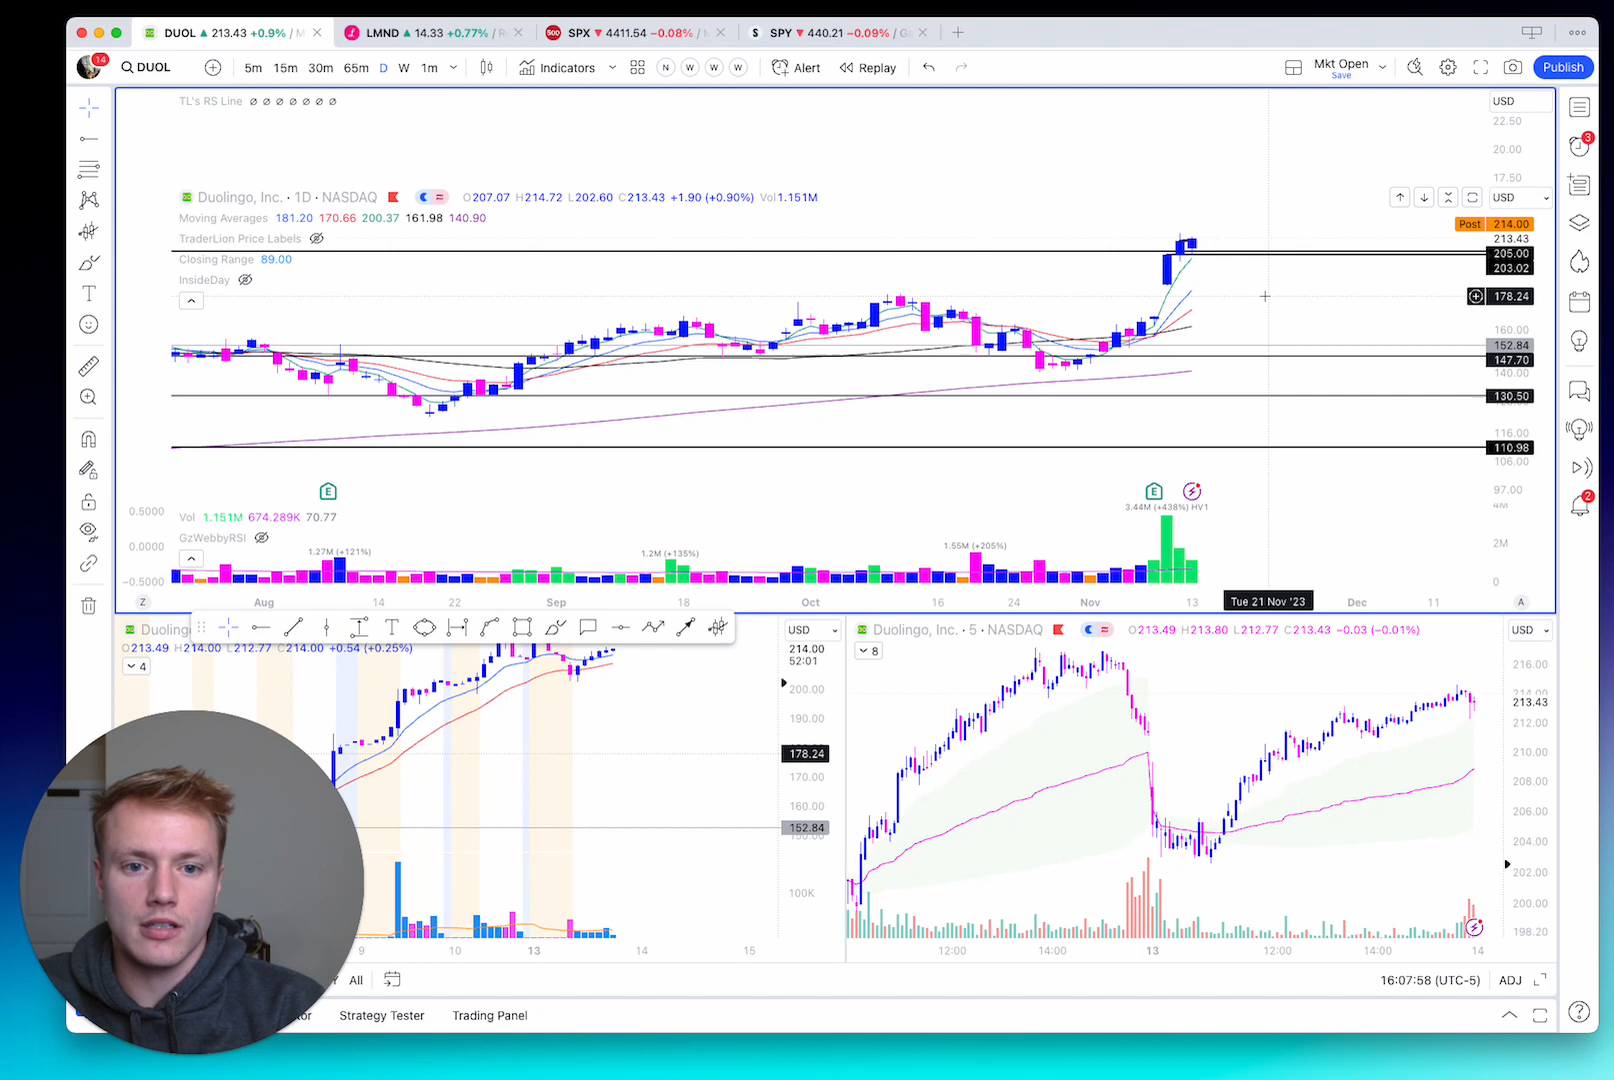 DUOL ▲ 213.43 +0.9% / M
LMND ▲ 14.33 +0.77% / R
500 SPX ▼ 4411.54 −0.08% / M
$ SPY ▼ 440.21 −0.09% / G
14
DUOL
5m 15m 30m 65m D W 1m
Indicators
N W W W
Alert
Replay
Mkt Open
Save
Publish
TL's RS Line ∅ ∅ ∅ ∅ ∅ ∅ ∅
USD
22.50
20.00
17.50
Duolingo, Inc. · 1D · NASDAQ
O207.07 H214.72 L202.60 C213.43 +1.90 (+0.90%) Vol1.151M
USD
Moving Averages 181.20 170.66 200.37 161.98 140.90
TraderLion Price Labels
Closing Range 89.00
InsideDay
Post 214.00
213.43
205.00
203.02
178.24
160.00
152.84
147.70
140.00
130.50
116.00
110.98
106.00
97.00
4M
2M
0
3
2
E
E
3.44M (+438%) HV1
0.5000
0.0000
−0.5000
Vol 1.151M 674.289K 70.77
GzWebbyRSI
1.27M (+121%)
1.2M (+135%)
1.55M (+205%)
Z Aug 14 22 Sep 18 Oct 16 24 Nov 13 Tue 21 Nov '23 Dec 11 A
Duoling
O213.49 H214.00 L212.77 C214.00 +0.54 (+0.25%)
4
USD
214.00
52:01
200.00
190.00
178.24
170.00
160.00
152.84
100K
9 10 13 14 15
Duolingo, Inc. · 5 · NASDAQ
O213.49 H213.80 L212.77 C213.43 −0.03 (−0.01%)
8
USD
216.00
214.00
213.43
212.00
210.00
208.00
206.00
204.00
202.00
200.00
198.20
12:00 14:00 13 12:00 14:00 14
All
16:07:58 (UTC-5) ADJ
or
Strategy Tester
Trading Panel